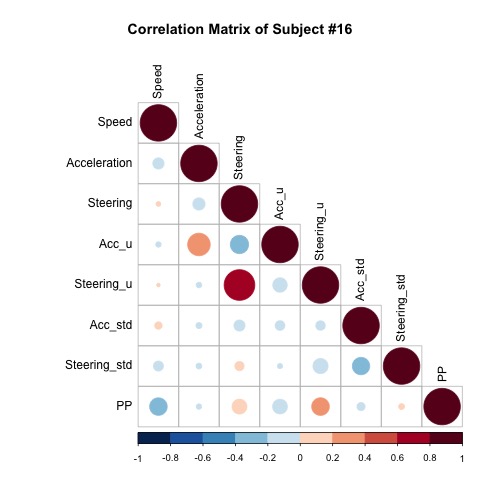 Correlation Matrix of Subject #16
Speed
Acceleration
Steering
Acc_u
Steering_u
Acc_std
Steering_std
PP
Speed
Acceleration
Steering
Acc_u
Steering_u
Acc_std
Steering_std
PP
-1 -0.8 -0.6 -0.4 -0.2 0 0.2 0.4 0.6 0.8 1